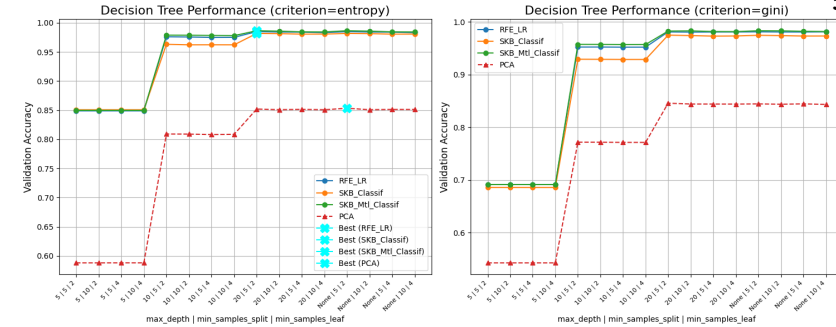 Decision Tree Performance (criterion=entropy)
Validation Accuracy
1.00
0.95
0.90
0.85
0.80
0.75
0.70
0.65
0.60
RFE_LR
SKB_Classif
SKB_Mtl_Classif
PCA
Best (RFE_LR)
Best (SKB_Classif)
Best (SKB_Mtl_Classif)
Best (PCA)
5 | 5 | 2
5 | 10 | 2
5 | 5 | 4
5 | 10 | 4
10 | 5 | 2
10 | 10 | 2
10 | 5 | 4
10 | 10 | 4
20 | 5 | 2
20 | 10 | 2
20 | 5 | 4
20 | 10 | 4
None | 5 | 2
None | 10 | 2
None | 5 | 4
None | 10 | 4
max_depth | min_samples_split | min_samples_leaf
Decision Tree Performance (criterion=gini)
Validation Accuracy
1.0
0.9
0.8
0.7
0.6
RFE_LR
SKB_Classif
SKB_Mtl_Classif
PCA
5 | 5 | 2
5 | 10 | 2
5 | 5 | 4
5 | 10 | 4
10 | 5 | 2
10 | 10 | 2
10 | 5 | 4
10 | 10 | 4
20 | 5 | 2
20 | 10 | 2
20 | 5 | 4
20 | 10 | 4
None | 5 | 2
None | 10 | 2
None | 5 | 4
None | 10 | 4
max_depth | min_samples_split | min_samples_leaf